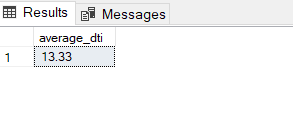 Results Messages
average_dti
1 13.33